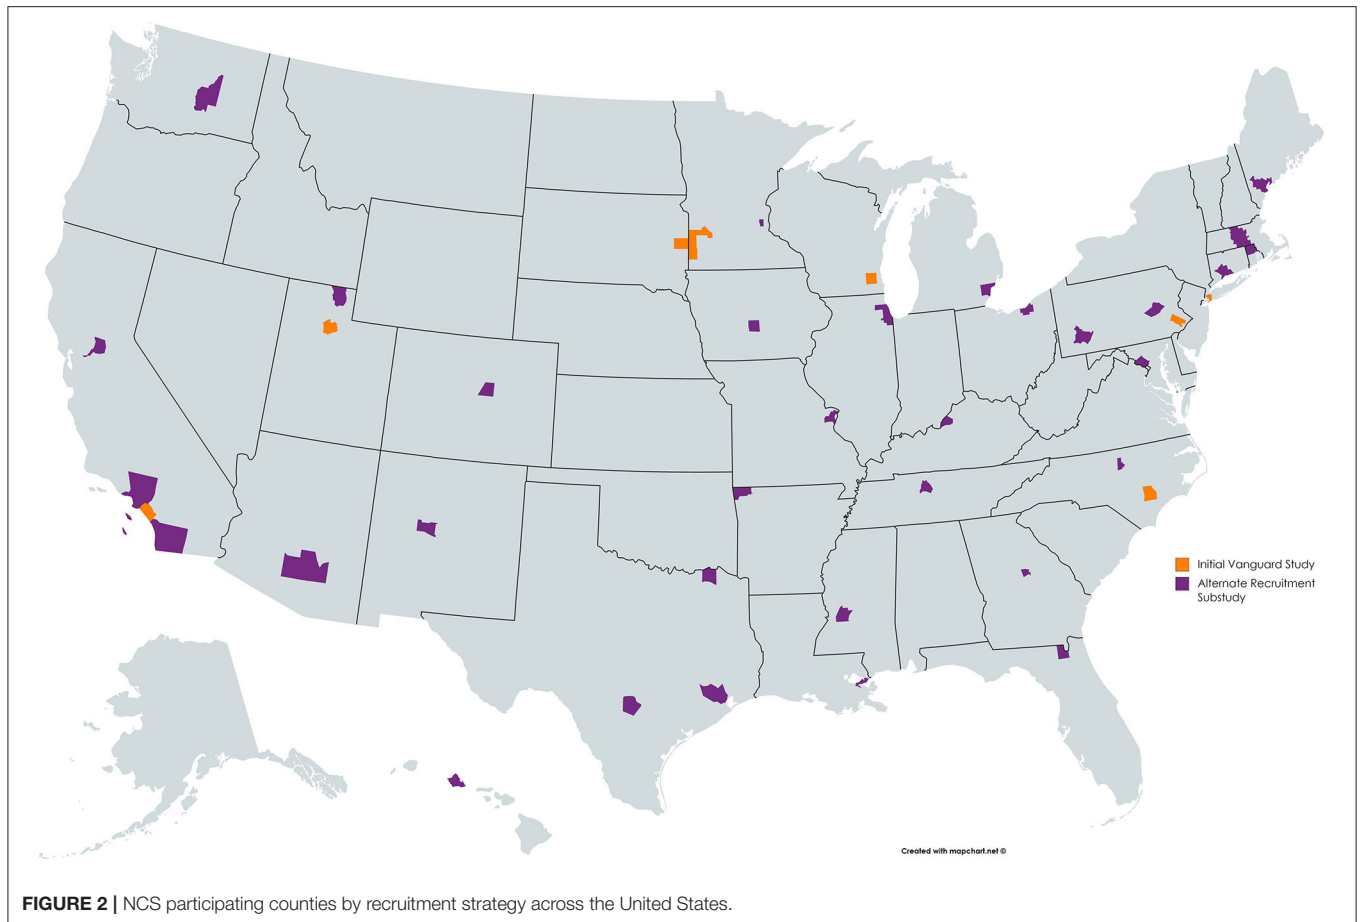 Initial Vanguard Study
Alternate Recruitment
Substudy
Created with mapchart.net ©
FIGURE 2 | NCS participating counties by recruitment strategy across the United States.